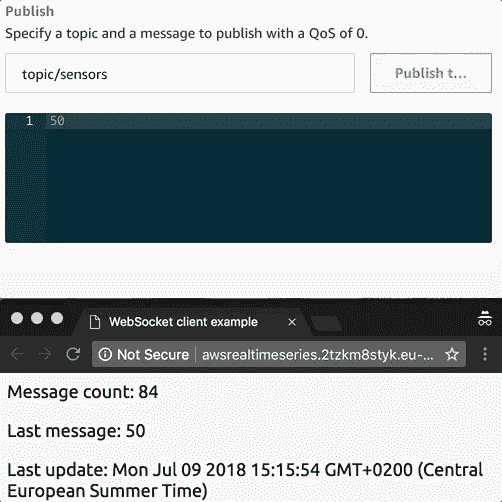 Publish
Specify a topic and a message to publish with a QoS of 0.
topic/sensors
Publish t...
1 50
WebSocket client example ×
Not Secure | awsrealtimeseries.2tzkm8styk.eu-...
Message count: 84
Last message: 50
Last update: Mon Jul 09 2018 15:15:54 GMT+0200 (Central
European Summer Time)